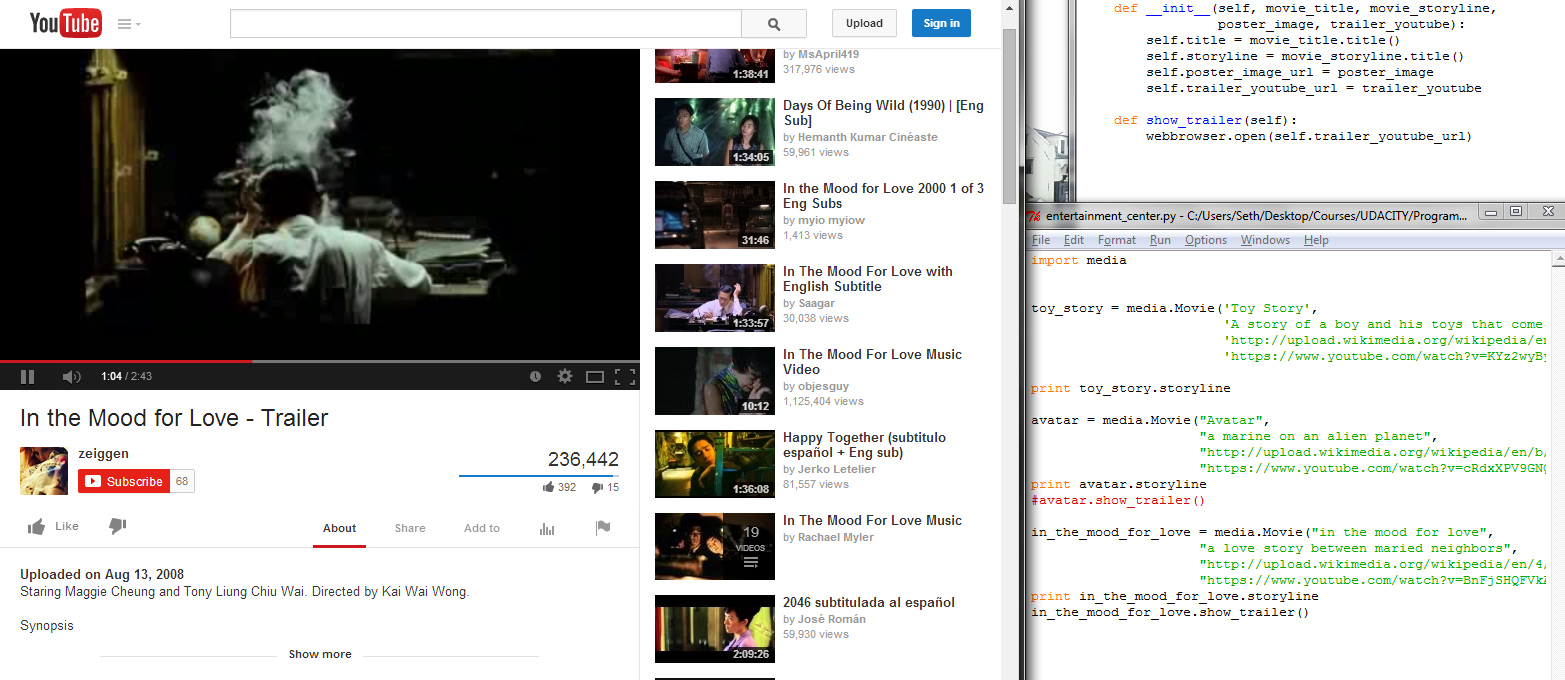 YouTube
Upload
Sign in
1:04 / 2:43
In the Mood for Love - Trailer
zeiggen
Subscribe 68
236,442
392 15
Like
About Share Add to
Uploaded on Aug 13, 2008
Staring Maggie Cheung and Tony Liung Chiu Wai. Directed by Kai Wai Wong.
Synopsis
Show more
by MsApril419
317,976 views
1:38:41
Days Of Being Wild (1990) | [Eng
Sub]
by Hemanth Kumar Cinéaste
59,961 views
1:34:05
In the Mood for Love 2000 1 of 3
Eng Subs
by myio myiow
1,413 views
31:46
In The Mood For Love with
English Subtitle
by Saagar
30,038 views
1:33:57
In The Mood For Love Music
Video
by objesguy
1,125,404 views
10:12
Happy Together (subtitulo
español + Eng sub)
by Jerko Letelier
81,557 views
1:36:08
In The Mood For Love Music
by Rachael Myler
19
VIDEOS
2046 subtitulada al español
by José Román
59,930 views
2:09:26
def __init__(self, movie_title, movie_storyline,
poster_image, trailer_youtube):
self.title = movie_title.title()
self.storyline = movie_storyline.title()
self.poster_image_url = poster_image
self.trailer_youtube_url = trailer_youtube
def show_trailer(self):
webbrowser.open(self.trailer_youtube_url)
entertainment_center.py - C:/Users/Seth/Desktop/Courses/UDACITY/Program...
File Edit Format Run Options Windows Help
import media
toy_story = media.Movie('Toy Story',
'A story of a boy and his toys that come
'http://upload.wikimedia.org/wikipedia/en
'https://www.youtube.com/watch?v=KYz2wyBy
print toy_story.storyline
avatar = media.Movie("Avatar",
"a marine on an alien planet",
"http://upload.wikimedia.org/wikipedia/en/b/
"https://www.youtube.com/watch?v=cRdxXPV9GNQ
print avatar.storyline
#avatar.show_trailer()
in_the_mood_for_love = media.Movie("in the mood for love",
"a love story between maried neighbors",
"http://upload.wikimedia.org/wikipedia/en/4/
"https://www.youtube.com/watch?v=BnFjSHQFVkA
print in_the_mood_for_love.storyline
in_the_mood_for_love.show_trailer()